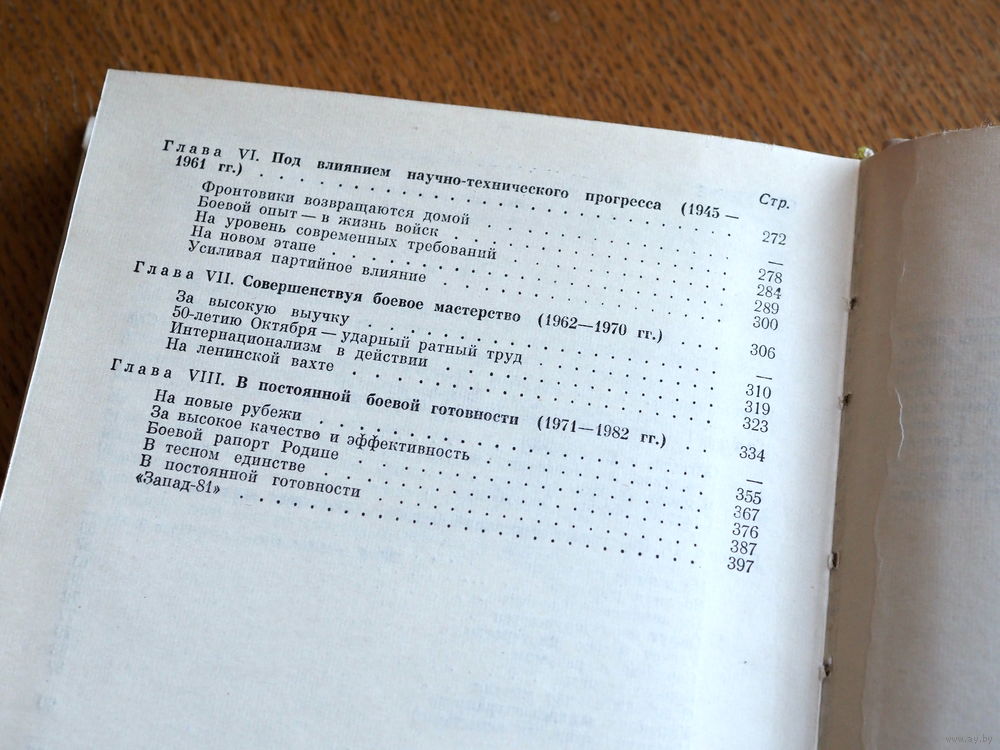 Стр.
Глава VI. Под влиянием научно-технического прогресса (1945—
1961 гг.) . . . . . . . . . . . . . . . . . . . . 272
Фронтовики возвращаются домой . . . . . . . . . . —
Боевой опыт — в жизнь войск . . . . . . . . . . 278
На уровень современных требований . . . . . . . . 284
На новом этапе . . . . . . . . . . . . . . . . 289
Усиливая партийное влияние . . . . . . . . . . . 300
Глава VII. Совершенствуя боевое мастерство (1962—1970 гг.) . . 306
За высокую выучку . . . . . . . . . . . . . . . —
50-летию Октября — ударный ратный труд . . . . . . 310
Интернационализм в действии . . . . . . . . . . . 319
На ленинской вахте . . . . . . . . . . . . . . 323
Глава VIII. В постоянной боевой готовности (1971—1982 гг.) 334
На новые рубежи . . . . . . . . . . . . . . . . —
За высокое качество и эффективность . . . . . . . 355
Боевой рапорт Родине . . . . . . . . . . . . . . 367
В тесном единстве . . . . . . . . . . . . . . . 376
В постоянной готовности . . . . . . . . . . . . 387
«Запад-81» . . . . . . . . . . . . . . . . . . 397
www.ay.by